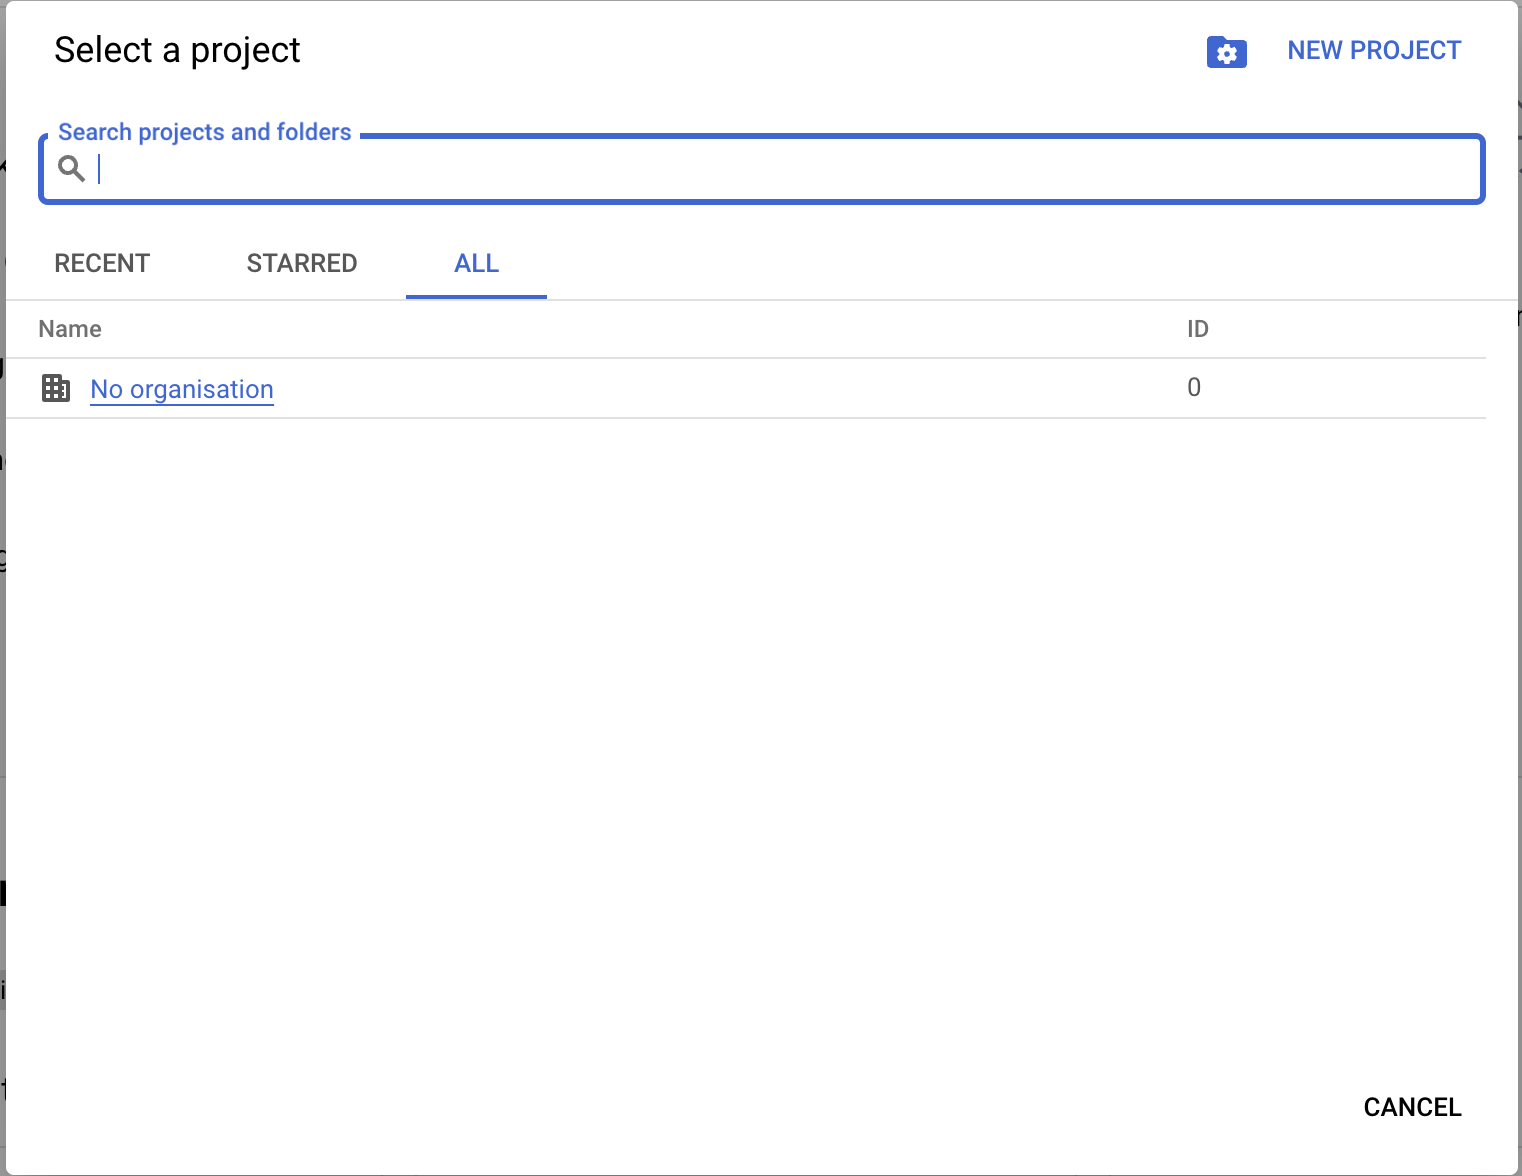 Select a project
NEW PROJECT
Search projects and folders
RECENT STARRED ALL
Name ID
No organisation 0
CANCEL